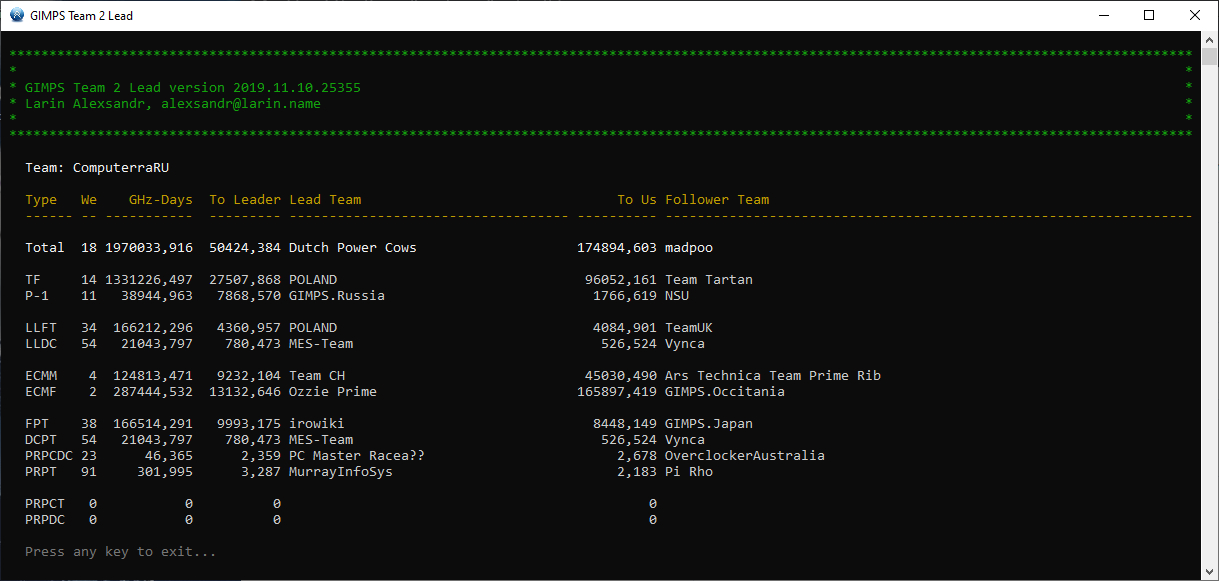 GIMPS Team 2 Lead
****************************************************************************************************************************************************
* *
* GIMPS Team 2 Lead version 2019.11.10.25355 *
* Larin Alexsandr, alexsandr@larin.name *
* *
****************************************************************************************************************************************************
Team: ComputerraRU
Type We GHz-Days To Leader Lead Team To Us Follower Team
------ -- ----------- --------- ----------------------------------- ---------- ------------------------------------------------------------------
Total 18 1970033,916 50424,384 Dutch Power Cows 174894,603 madpoo
TF 14 1331226,497 27507,868 POLAND 96052,161 Team Tartan
P-1 11 38944,963 7868,570 GIMPS.Russia 1766,619 NSU
LLFT 34 166212,296 4360,957 POLAND 4084,901 TeamUK
LLDC 54 21043,797 780,473 MES-Team 526,524 Vynca
ECMM 4 124813,471 9232,104 Team CH 45030,490 Ars Technica Team Prime Rib
ECMF 2 287444,532 13132,646 Ozzie Prime 165897,419 GIMPS.Occitania
FPT 38 166514,291 9993,175 irowiki 8448,149 GIMPS.Japan
DCPT 54 21043,797 780,473 MES-Team 526,524 Vynca
PRPCDC 23 46,365 2,359 PC Master Racea?? 2,678 OverclockerAustralia
PRPT 91 301,995 3,287 MurrayInfoSys 2,183 Pi Rho
PRPCT 0 0 0 0
PRPDC 0 0 0 0
Press any key to exit...